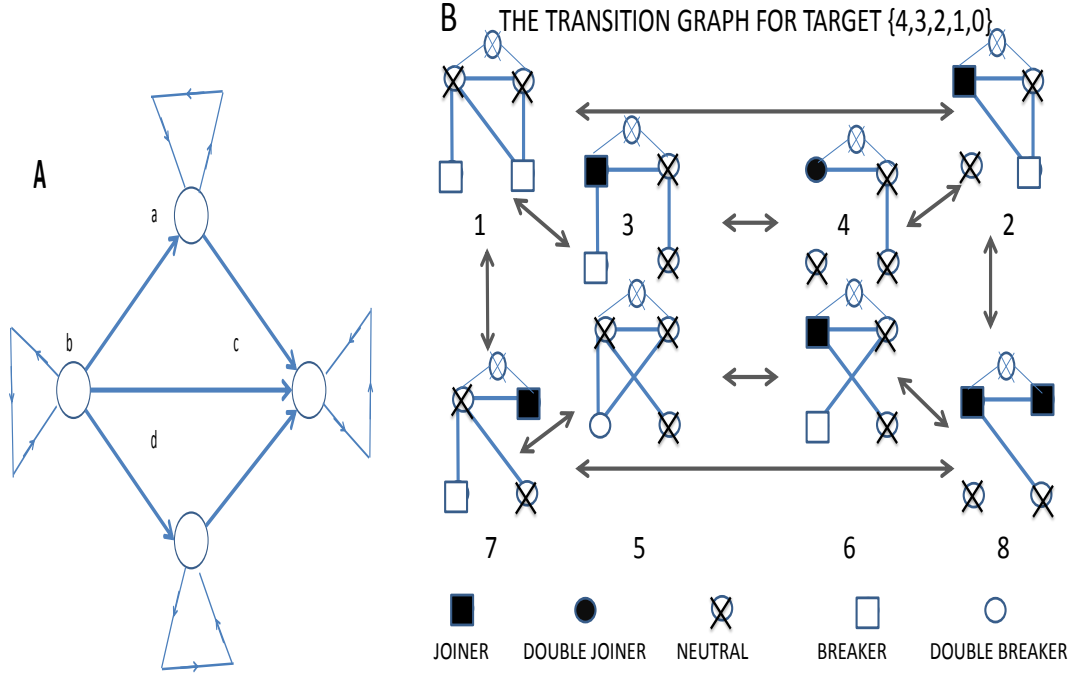 B THE TRANSITION GRAPH FOR TARGET {4,3,2,1,0}
A
a
b
c
d
1
3
4
2
7
5
6
8
JOINER
DOUBLE JOINER
NEUTRAL
BREAKER
DOUBLE BREAKER